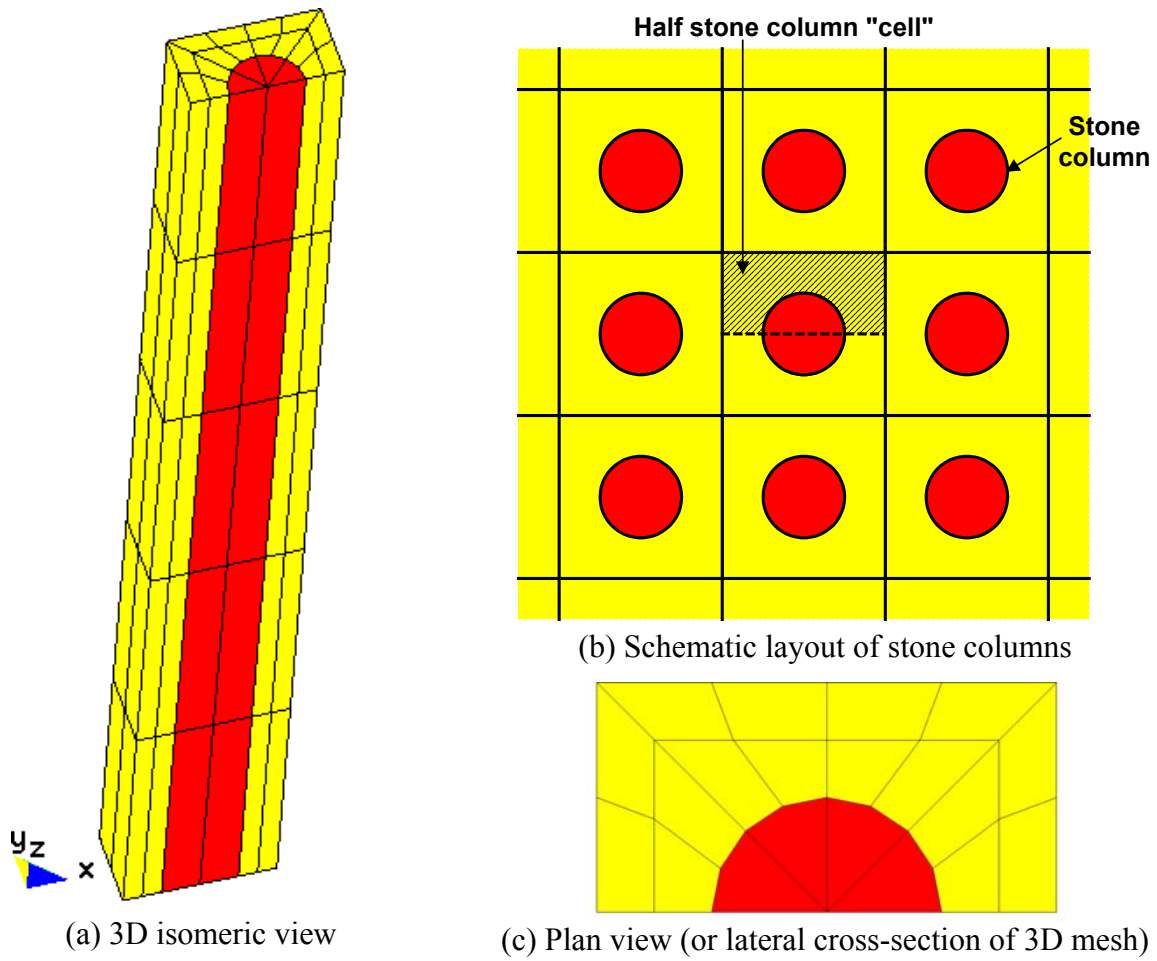 Half stone column "cell"
Stone
column
y
z
x
(a) 3D isomeric view
(b) Schematic layout of stone columns
(c) Plan view (or lateral cross-section of 3D mesh)